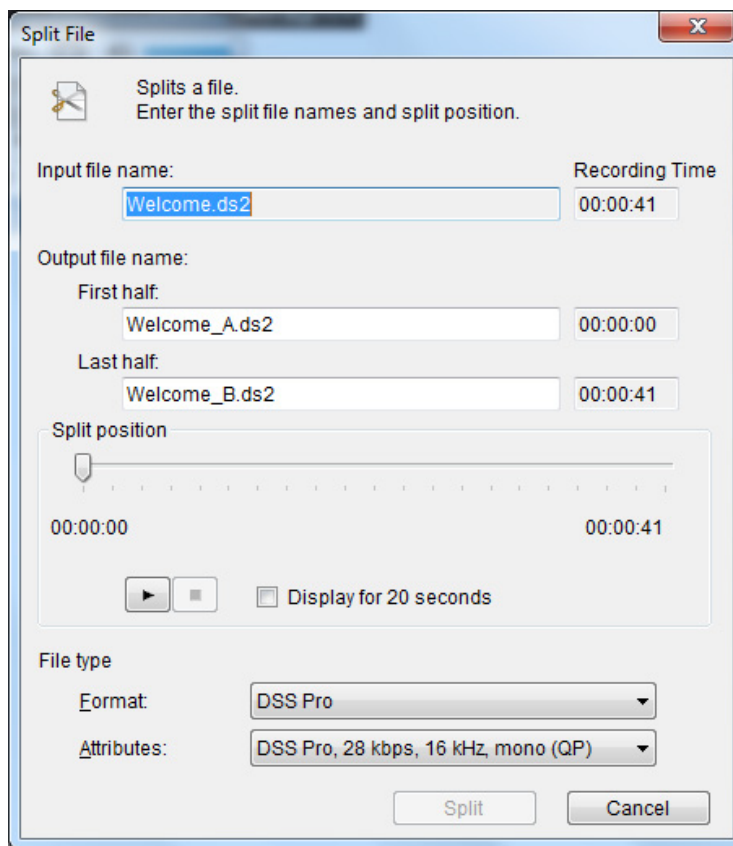 Split File
Splits a file.
Enter the split file names and split position.
Input file name:
Recording Time
Welcome.ds2
00:00:41
Output file name:
First half:
Welcome_A.ds2
00:00:00
Last half:
Welcome_B.ds2
00:00:41
Split position
00:00:00
00:00:41
Display for 20 seconds
File type
Format:
DSS Pro
Attributes:
DSS Pro, 28 kbps, 16 kHz, mono (QP)
Split
Cancel